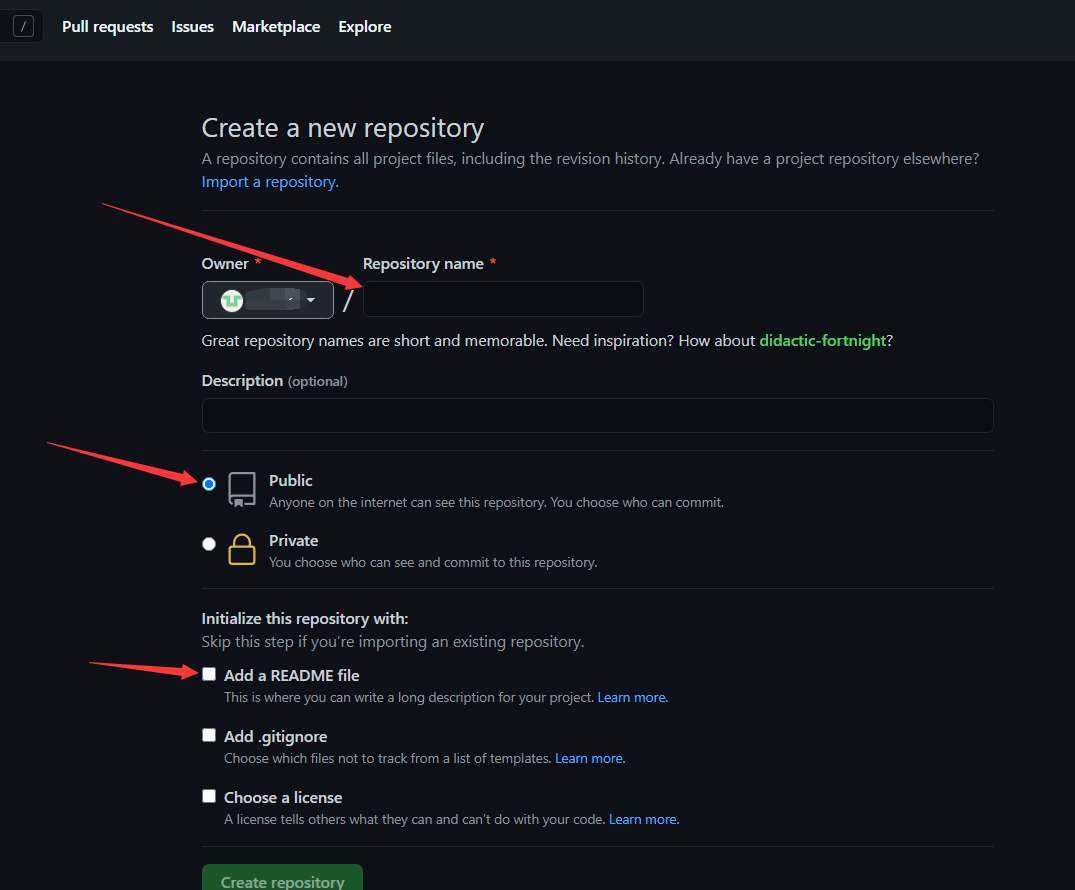 / Pull requests Issues Marketplace Explore
Create a new repository
A repository contains all project files, including the revision history. Already have a project repository elsewhere?
Import a repository.
Owner * Repository name *
/
Great repository names are short and memorable. Need inspiration? How about didactic-fortnight?
Description (optional)
Public
Anyone on the internet can see this repository. You choose who can commit.
Private
You choose who can see and commit to this repository.
Initialize this repository with:
Skip this step if you’re importing an existing repository.
Add a README file
This is where you can write a long description for your project. Learn more.
Add .gitignore
Choose which files not to track from a list of templates. Learn more.
Choose a license
A license tells others what they can and can't do with your code. Learn more.
Create repository